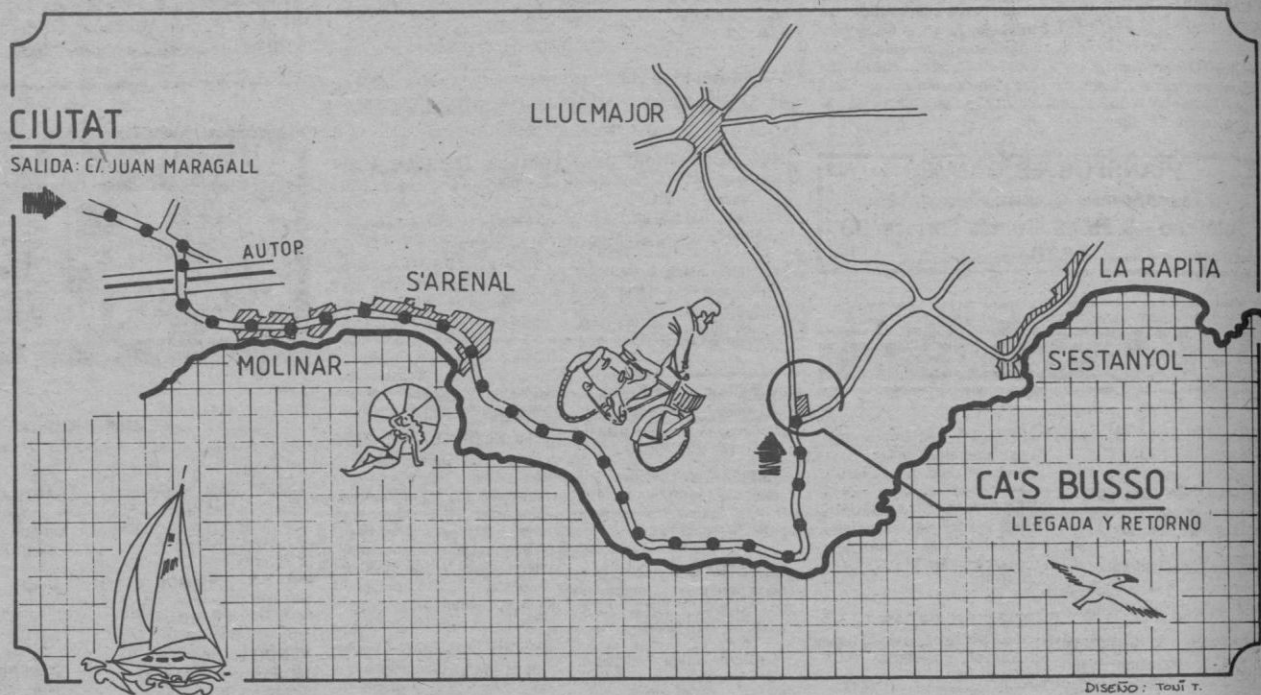 CIUTAT
SALIDA: C/. JUAN MARAGALL
AUTOP.
MOLINAR
S'ARENAL
LLUCMAJOR
LA RAPITA
S'ESTANYOL
CA'S BUSSO
LLEGADA Y RETORNO
DISEÑO: TONI T.